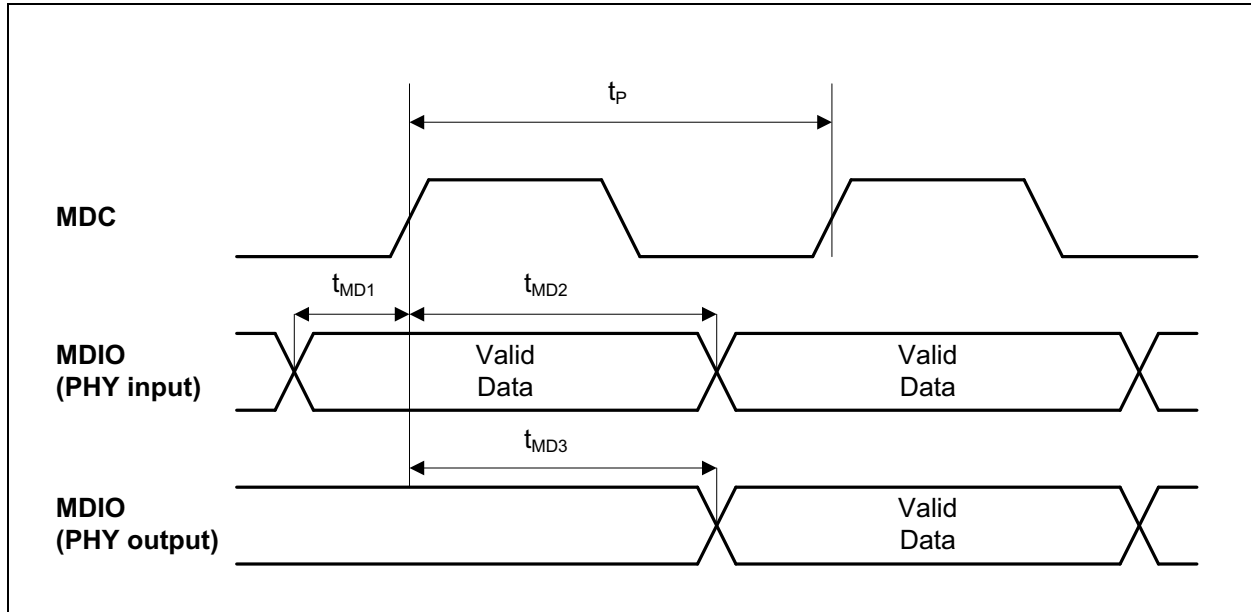 tP
MDC
tMD1 tMD2
MDIO
(PHY input)
Valid
Data
Valid
Data
tMD3
MDIO
(PHY output)
Valid
Data